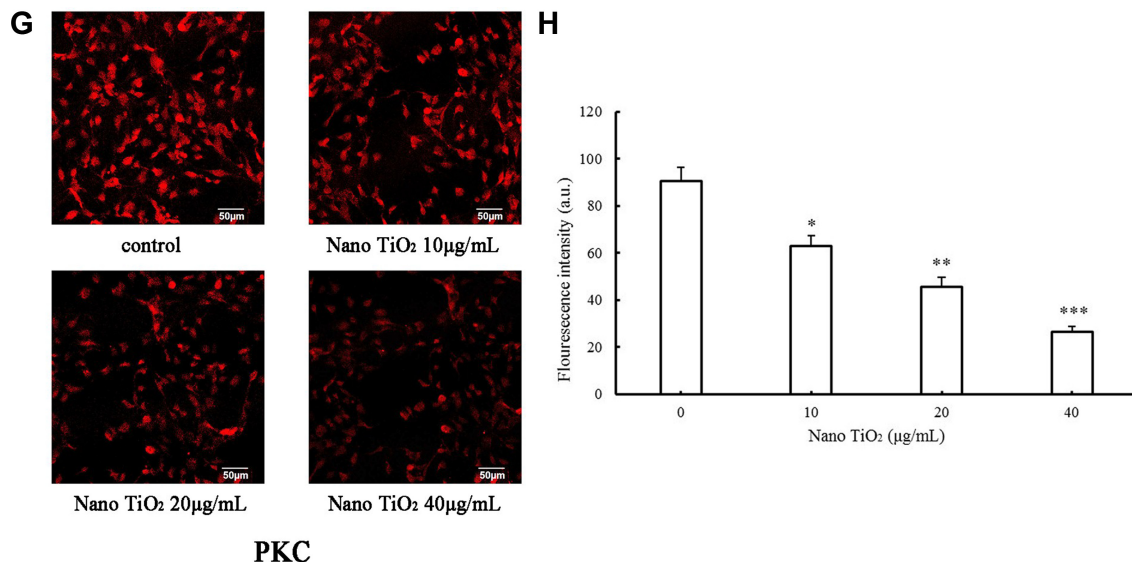 G
50μm
control
50μm
Nano TiO₂ 10μg/mL
50μm
Nano TiO₂ 20μg/mL
50μm
Nano TiO₂ 40μg/mL
PKC
H
Flouresecence intensity (a.u.)
120
100
80
60
40
20
0
*
**
***
0 10 20 40
Nano TiO₂ (μg/mL)